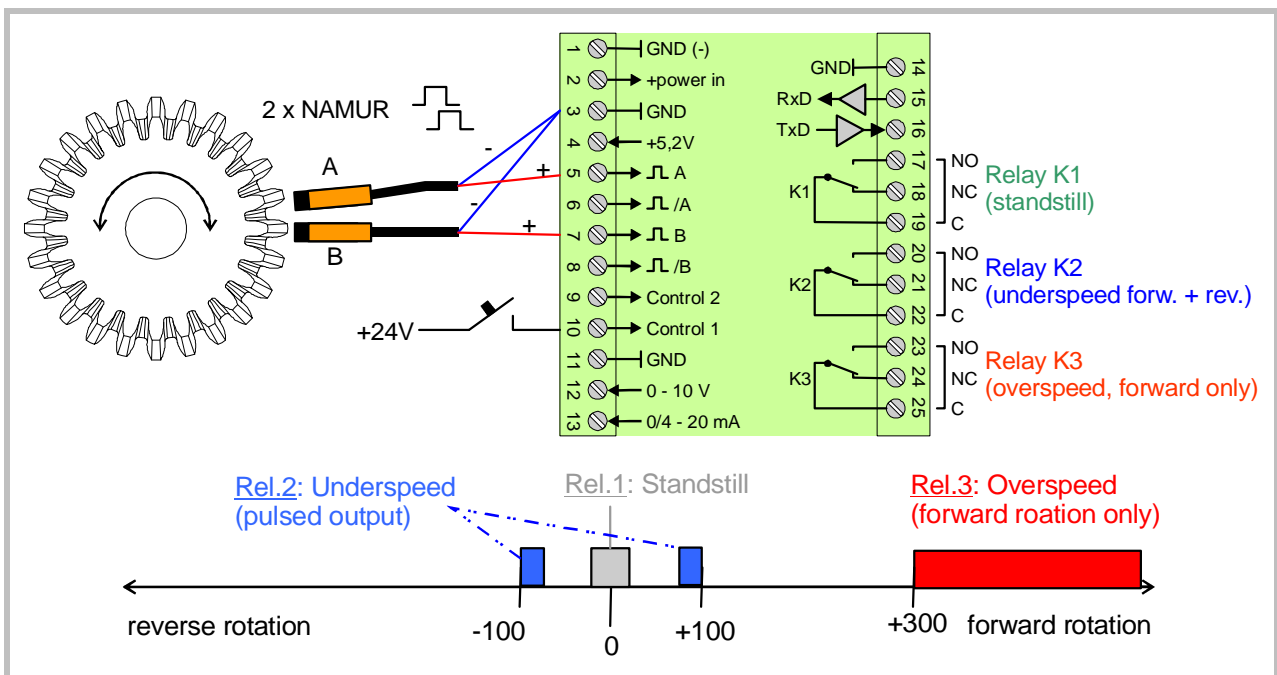 2 x NAMUR
A
B
-
+
-
+
+24V
1 GND (-)
2 +power in
3 GND
4 +5,2V
5 A
6 /A
7 B
8 /B
9 Control 2
10 Control 1
11 GND
12 0 - 10 V
13 0/4 - 20 mA
GND 14
RxD 15
TxD 16
17 NO
K1 18 NC
19 C
Relay K1
(standstill)
20 NO
K2 21 NC
22 C
Relay K2
(underspeed forw. + rev.)
23 NO
K3 24 NC
25 C
Relay K3
(overspeed, forward only)
Rel.2: Underspeed
(pulsed output)
Rel.1: Standstill
Rel.3: Overspeed
(forward roation only)
reverse rotation
-100
0
+100
+300
forward rotation